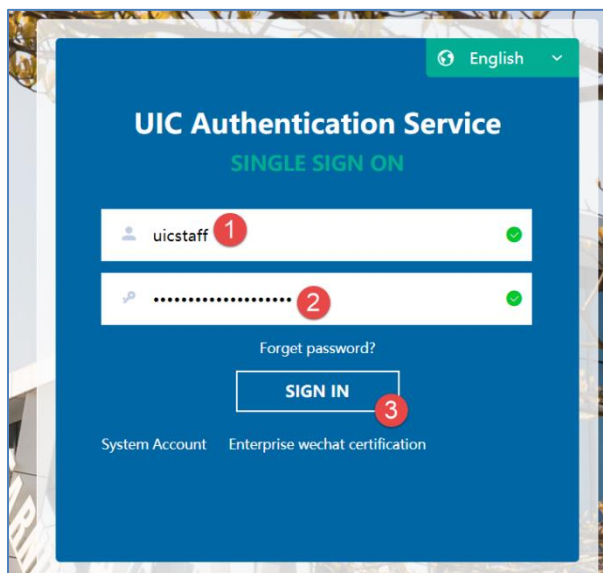 English
UIC Authentication Service
SINGLE SIGN ON
uicstaff 1
•••••••••••••••••••• 2
Forget password?
SIGN IN
3
System Account Enterprise wechat certification